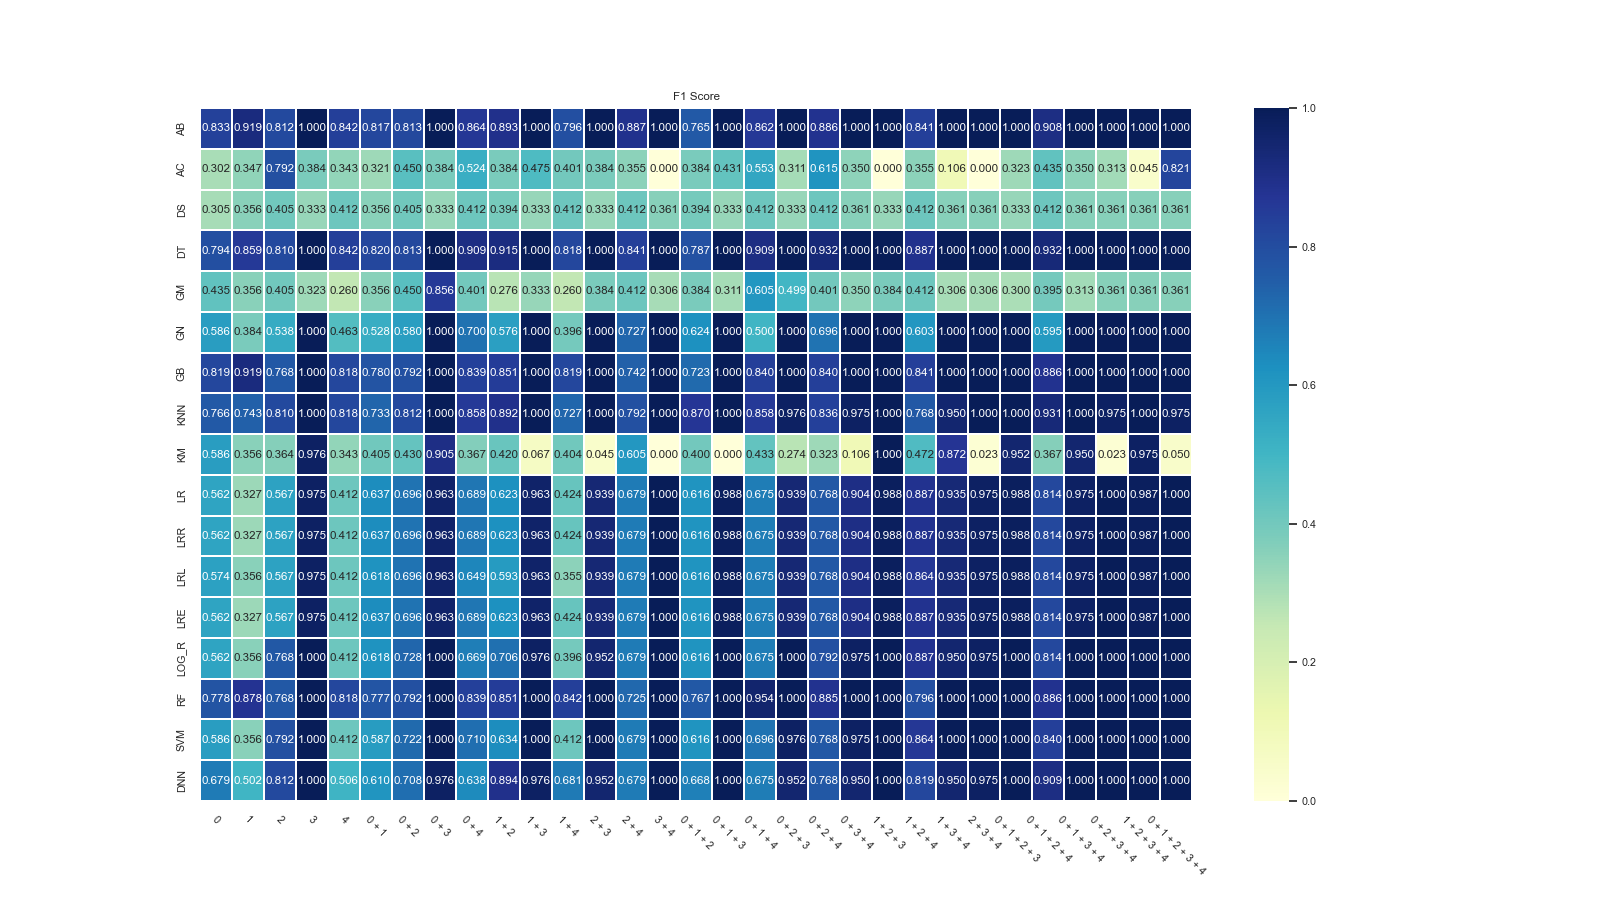 F1 Score
AB 0.833 0.919 0.812 1.000 0.842 0.817 0.813 1.000 0.864 0.893 1.000 0.796 1.000 0.887 1.000 0.765 1.000 0.862 1.000 0.886 1.000 1.000 0.841 1.000 1.000 1.000 0.908 1.000 1.000 1.000 1.000 1.0
AC 0.302 0.347 0.792 0.384 0.343 0.321 0.450 0.384 0.524 0.384 0.475 0.401 0.384 0.355 0.000 0.384 0.431 0.553 0.311 0.615 0.350 0.000 0.355 0.106 0.000 0.323 0.435 0.350 0.313 0.045 0.821
DS 0.305 0.356 0.405 0.333 0.412 0.356 0.405 0.333 0.412 0.394 0.333 0.412 0.333 0.412 0.361 0.394 0.333 0.412 0.333 0.412 0.361 0.333 0.412 0.361 0.361 0.333 0.412 0.361 0.361 0.361 0.361
DT 0.794 0.859 0.810 1.000 0.842 0.820 0.813 1.000 0.909 0.915 1.000 0.818 1.000 0.841 1.000 0.787 1.000 0.909 1.000 0.932 1.000 1.000 0.887 1.000 1.000 1.000 0.932 1.000 1.000 1.000 1.000 0.8
GM 0.435 0.356 0.405 0.323 0.260 0.356 0.450 0.856 0.401 0.276 0.333 0.260 0.384 0.412 0.306 0.384 0.311 0.605 0.499 0.401 0.350 0.384 0.412 0.306 0.306 0.300 0.395 0.313 0.361 0.361 0.361
GN 0.586 0.384 0.538 1.000 0.463 0.528 0.580 1.000 0.700 0.576 1.000 0.396 1.000 0.727 1.000 0.624 1.000 0.500 1.000 0.696 1.000 1.000 0.603 1.000 1.000 1.000 0.595 1.000 1.000 1.000 1.000
GB 0.819 0.919 0.768 1.000 0.818 0.780 0.792 1.000 0.839 0.851 1.000 0.819 1.000 0.742 1.000 0.723 1.000 0.840 1.000 0.840 1.000 1.000 0.841 1.000 1.000 1.000 0.886 1.000 1.000 1.000 1.000 0.6
KNN 0.766 0.743 0.810 1.000 0.818 0.733 0.812 1.000 0.858 0.892 1.000 0.727 1.000 0.792 1.000 0.870 1.000 0.858 0.976 0.836 0.975 1.000 0.768 0.950 1.000 1.000 0.931 1.000 0.975 1.000 0.975
KM 0.586 0.356 0.364 0.976 0.343 0.405 0.430 0.905 0.367 0.420 0.067 0.404 0.045 0.605 0.000 0.400 0.000 0.433 0.274 0.323 0.106 1.000 0.472 0.872 0.023 0.952 0.367 0.950 0.023 0.975 0.050
LR 0.562 0.327 0.567 0.975 0.412 0.637 0.696 0.963 0.689 0.623 0.963 0.424 0.939 0.679 1.000 0.616 0.988 0.675 0.939 0.768 0.904 0.988 0.887 0.935 0.975 0.988 0.814 0.975 1.000 0.987 1.000
LRR 0.562 0.327 0.567 0.975 0.412 0.637 0.696 0.963 0.689 0.623 0.963 0.424 0.939 0.679 1.000 0.616 0.988 0.675 0.939 0.768 0.904 0.988 0.887 0.935 0.975 0.988 0.814 0.975 1.000 0.987 1.000 0.4
LRL 0.574 0.356 0.567 0.975 0.412 0.618 0.696 0.963 0.649 0.593 0.963 0.355 0.939 0.679 1.000 0.616 0.988 0.675 0.939 0.768 0.904 0.988 0.864 0.935 0.975 0.988 0.814 0.975 1.000 0.987 1.000
LRE 0.562 0.327 0.567 0.975 0.412 0.637 0.696 0.963 0.689 0.623 0.963 0.424 0.939 0.679 1.000 0.616 0.988 0.675 0.939 0.768 0.904 0.988 0.887 0.935 0.975 0.988 0.814 0.975 1.000 0.987 1.000
LOG_R 0.562 0.356 0.768 1.000 0.412 0.618 0.728 1.000 0.669 0.706 0.976 0.396 0.952 0.679 1.000 0.616 1.000 0.675 1.000 0.792 0.975 1.000 0.887 0.950 0.975 1.000 0.814 1.000 1.000 1.000 1.000 0.2
RF 0.778 0.878 0.768 1.000 0.818 0.777 0.792 1.000 0.839 0.851 1.000 0.842 1.000 0.725 1.000 0.767 1.000 0.954 1.000 0.885 1.000 1.000 0.796 1.000 1.000 1.000 0.886 1.000 1.000 1.000 1.000
SVM 0.586 0.356 0.792 1.000 0.412 0.587 0.722 1.000 0.710 0.634 1.000 0.412 1.000 0.679 1.000 0.616 1.000 0.696 0.976 0.768 0.975 1.000 0.864 1.000 1.000 1.000 0.840 1.000 1.000 1.000 1.000
DNN 0.679 0.502 0.812 1.000 0.506 0.610 0.708 0.976 0.638 0.894 0.976 0.681 0.952 0.679 1.000 0.668 1.000 0.675 0.952 0.768 0.950 1.000 0.819 0.950 0.975 1.000 0.909 1.000 1.000 1.000 1.000 0.0
0 1 2 3 4 0 + 1 0 + 2 0 + 3 0 + 4 1 + 2 1 + 3 1 + 4 2 + 3 2 + 4 3 + 4 0 + 1 + 2 0 + 1 + 3 0 + 1 + 4 0 + 2 + 3 0 + 2 + 4 0 + 3 + 4 1 + 2 + 3 1 + 2 + 4 1 + 3 + 4 2 + 3 + 4 0 + 1 + 2 + 3 0 + 1 + 2 + 4 0 + 1 + 3 + 4 0 + 2 + 3 + 4 1 + 2 + 3 + 4 0 + 1 + 2 + 3 + 4